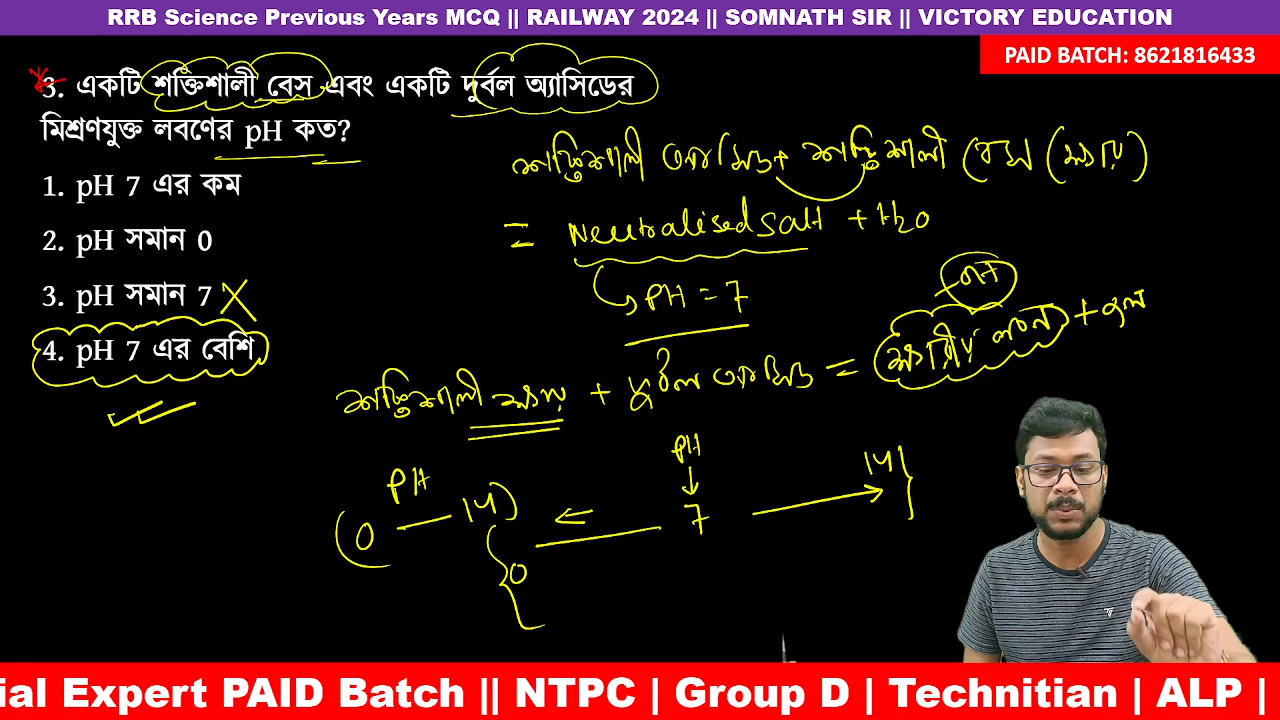 RRB Science Previous Years MCQ || RAILWAY 2024 || SOMNATH SIR || VICTORY EDUCATION
PAID BATCH: 8621816433
3. একটি শক্তিশালী বেস এবং একটি দুর্বল অ্যাসিডের
মিশ্রণযুক্ত লবণের pH কত?
1. pH 7 এর কম
2. pH সমান 0
3. pH সমান 7
4. pH 7 এর বেশি
শক্তিশালী অ্যাসিড + শক্তিশালী বেস (ক্ষার)
= Neutralised salt + H2O
PH = 7
শক্তিশালী ক্ষার + দুর্বল অ্যাসিড = ক্ষারীয় লবন + জল
PH
(0 — 14)
PH
0 7 14
ial Expert PAID Batch || NTPC | Group D | Technitian | ALP |